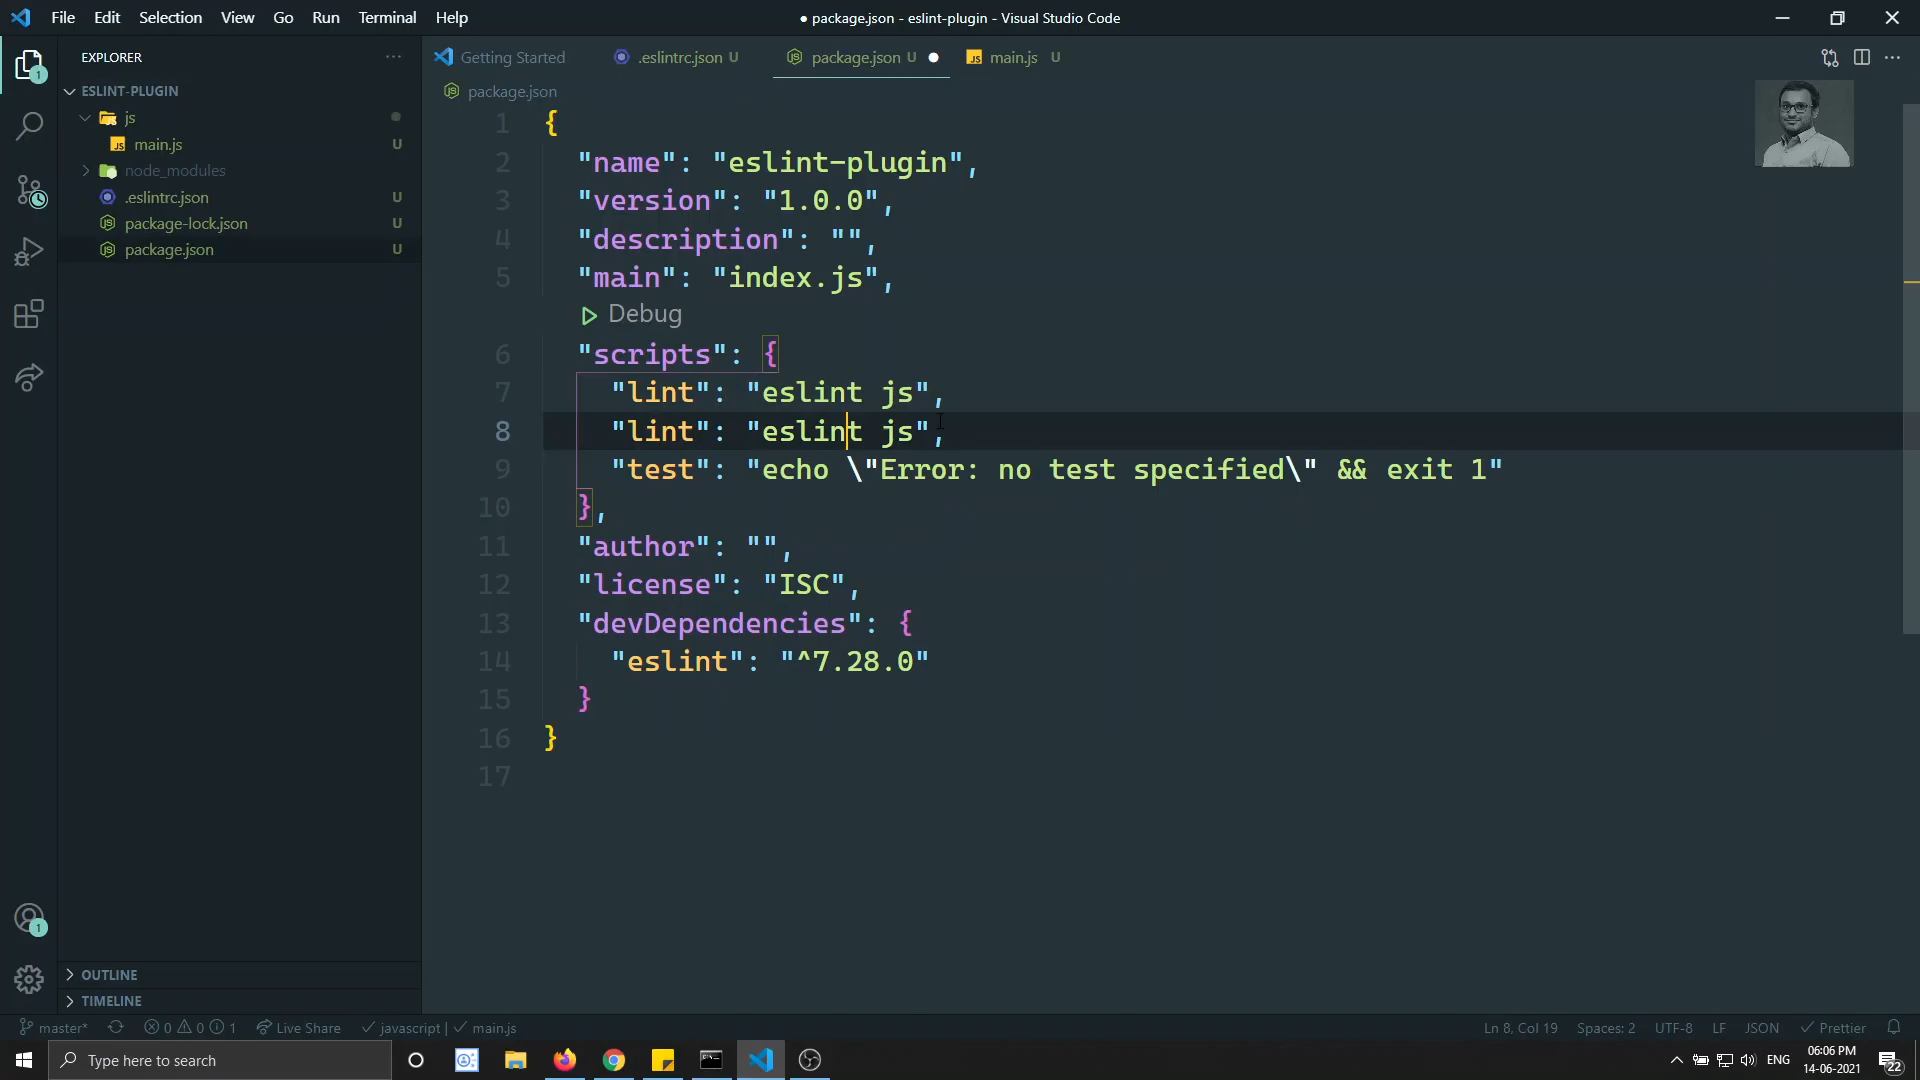 File Edit Selection View Go Run Terminal Help
● package.json - eslint-plugin - Visual Studio Code
EXPLORER
Getting Started
.eslintrc.json U
package.json U
main.js U
ESLINT-PLUGIN
js
main.js U
node_modules
.eslintrc.json U
package-lock.json U
package.json U
package.json
1 {
2 "name": "eslint-plugin",
3 "version": "1.0.0",
4 "description": "",
5 "main": "index.js",
Debug
6 "scripts": {
7 "lint": "eslint js",
8 "lint": "eslint js",
9 "test": "echo \"Error: no test specified\" && exit 1"
10 },
11 "author": "",
12 "license": "ISC",
13 "devDependencies": {
14 "eslint": "^7.28.0"
15 }
16 }
17
1
1
OUTLINE
TIMELINE
master* 0 0 1 Live Share javascript | main.js
Ln 8, Col 19 Spaces: 2 UTF-8 LF JSON Prettier
Type here to search
ENG
06:06 PM
14-06-2021
22